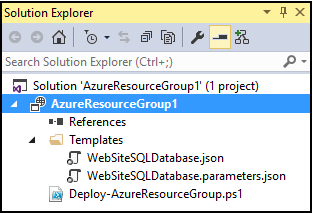 Solution Explorer
Search Solution Explorer (Ctrl+;)
Solution 'AzureResourceGroup1' (1 project)
AzureResourceGroup1
References
Templates
WebSiteSQLDatabase.json
WebSiteSQLDatabase.parameters.json
Deploy-AzureResourceGroup.ps1